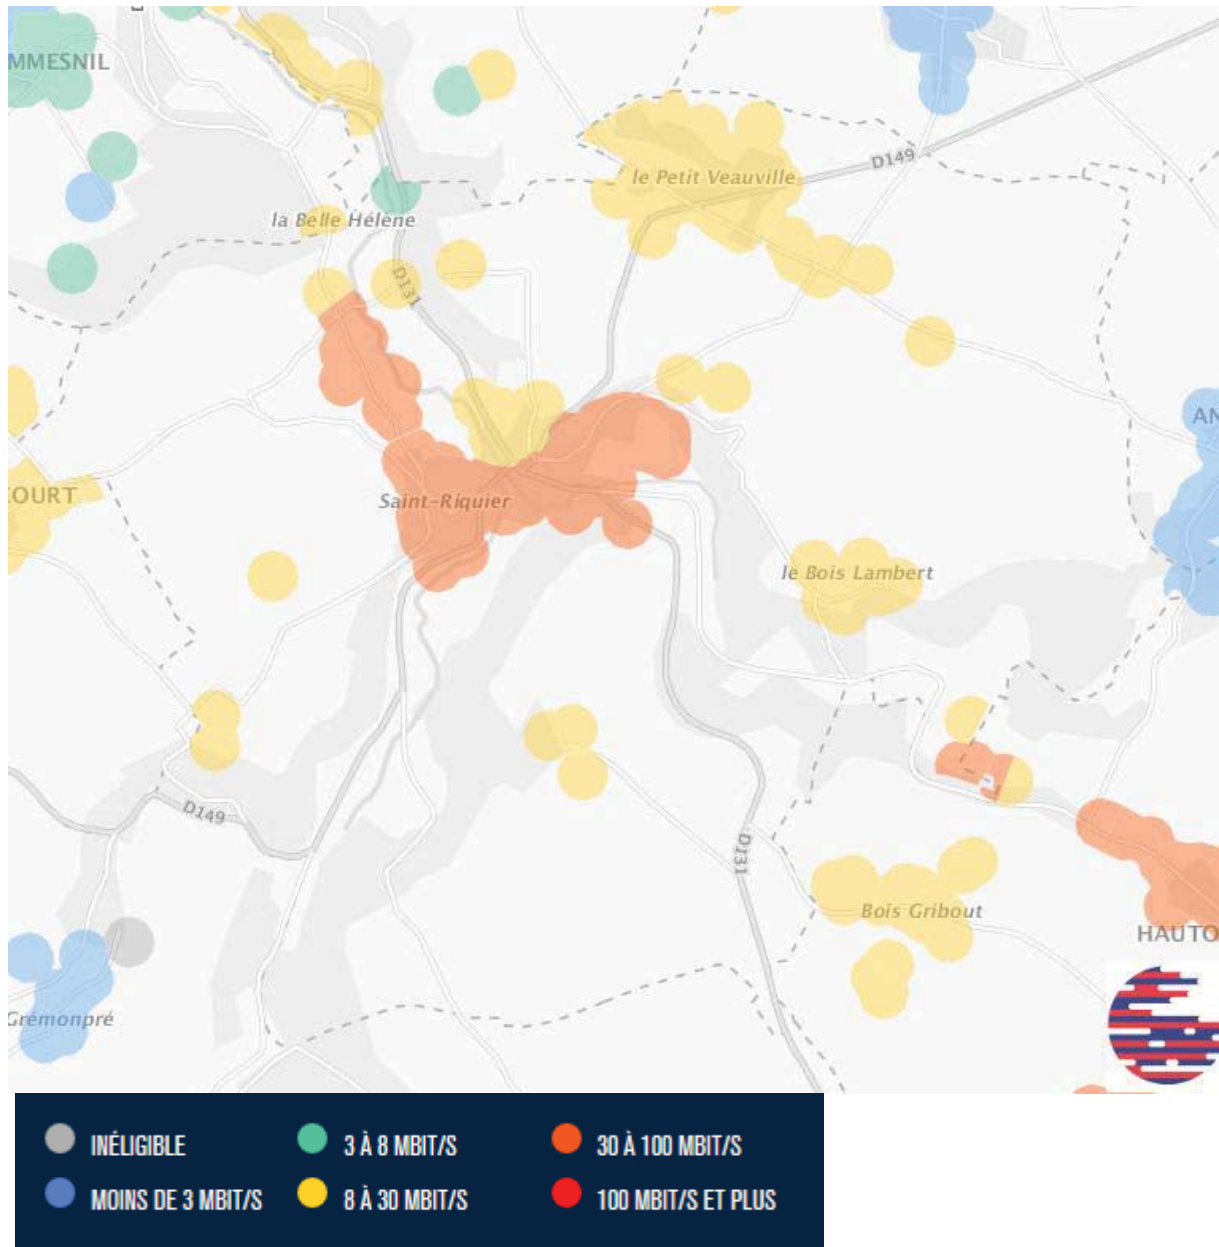 MMESNIL
D149
le Petit Veauville
la Belle Hélène
D131
AN
COURT
Saint-Riquier
le Bois Lambert
D149
D131
Bois Gribout
HAUTO
Grémonpré
INÉLIGIBLE
3 À 8 MBIT/S
30 À 100 MBIT/S
MOINS DE 3 MBIT/S
8 À 30 MBIT/S
100 MBIT/S ET PLUS